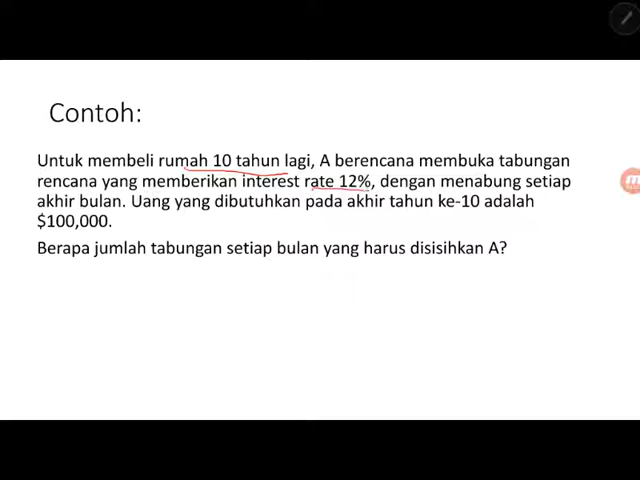 Contoh:
Untuk membeli rumah 10 tahun lagi, A berencana membuka tabungan
rencana yang memberikan interest rate 12%, dengan menabung setiap
akhir bulan. Uang yang dibutuhkan pada akhir tahun ke-10 adalah
$100,000.
Berapa jumlah tabungan setiap bulan yang harus disisihkan A?